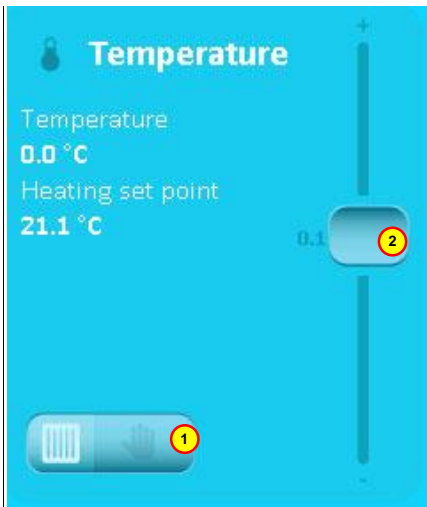 Temperature
+
Temperature
0.0 °C
Heating set point
21.1 °C
0.1
2
1
-